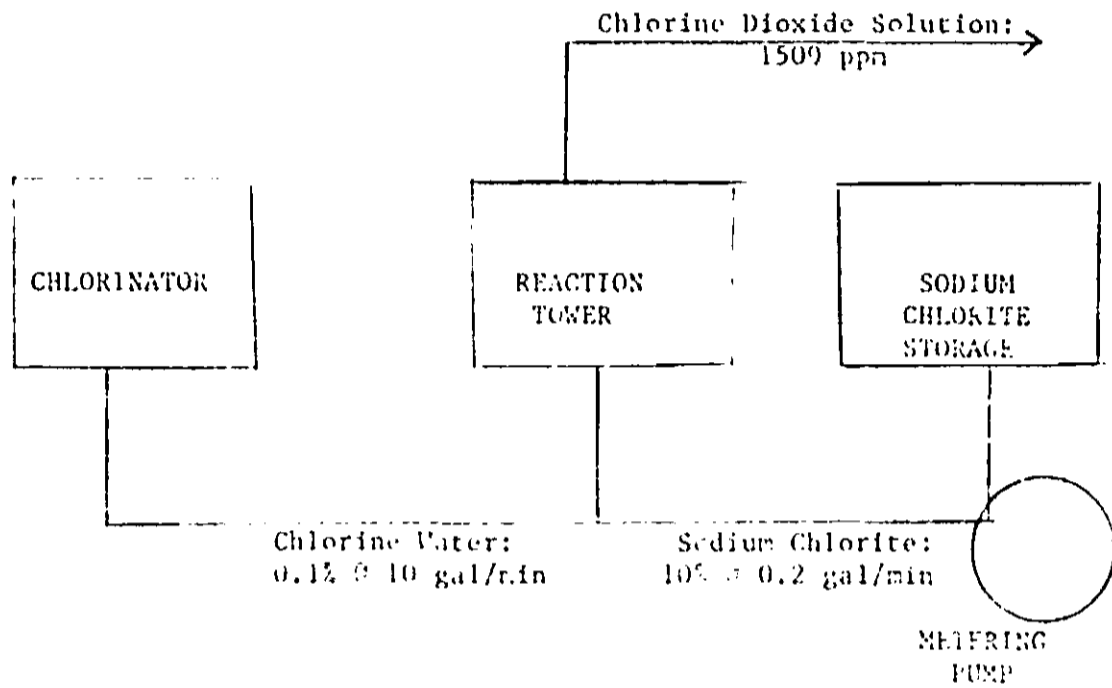 Chlorine Dioxide Solution:
1500 ppm
CHLORINATOR
REACTION
TOWER
SODIUM
CHLORITE
STORAGE
Chlorine Water:
0.1% @ 10 gal/min
Sodium Chlorite:
10% @ 0.2 gal/min
METERING
PUMP